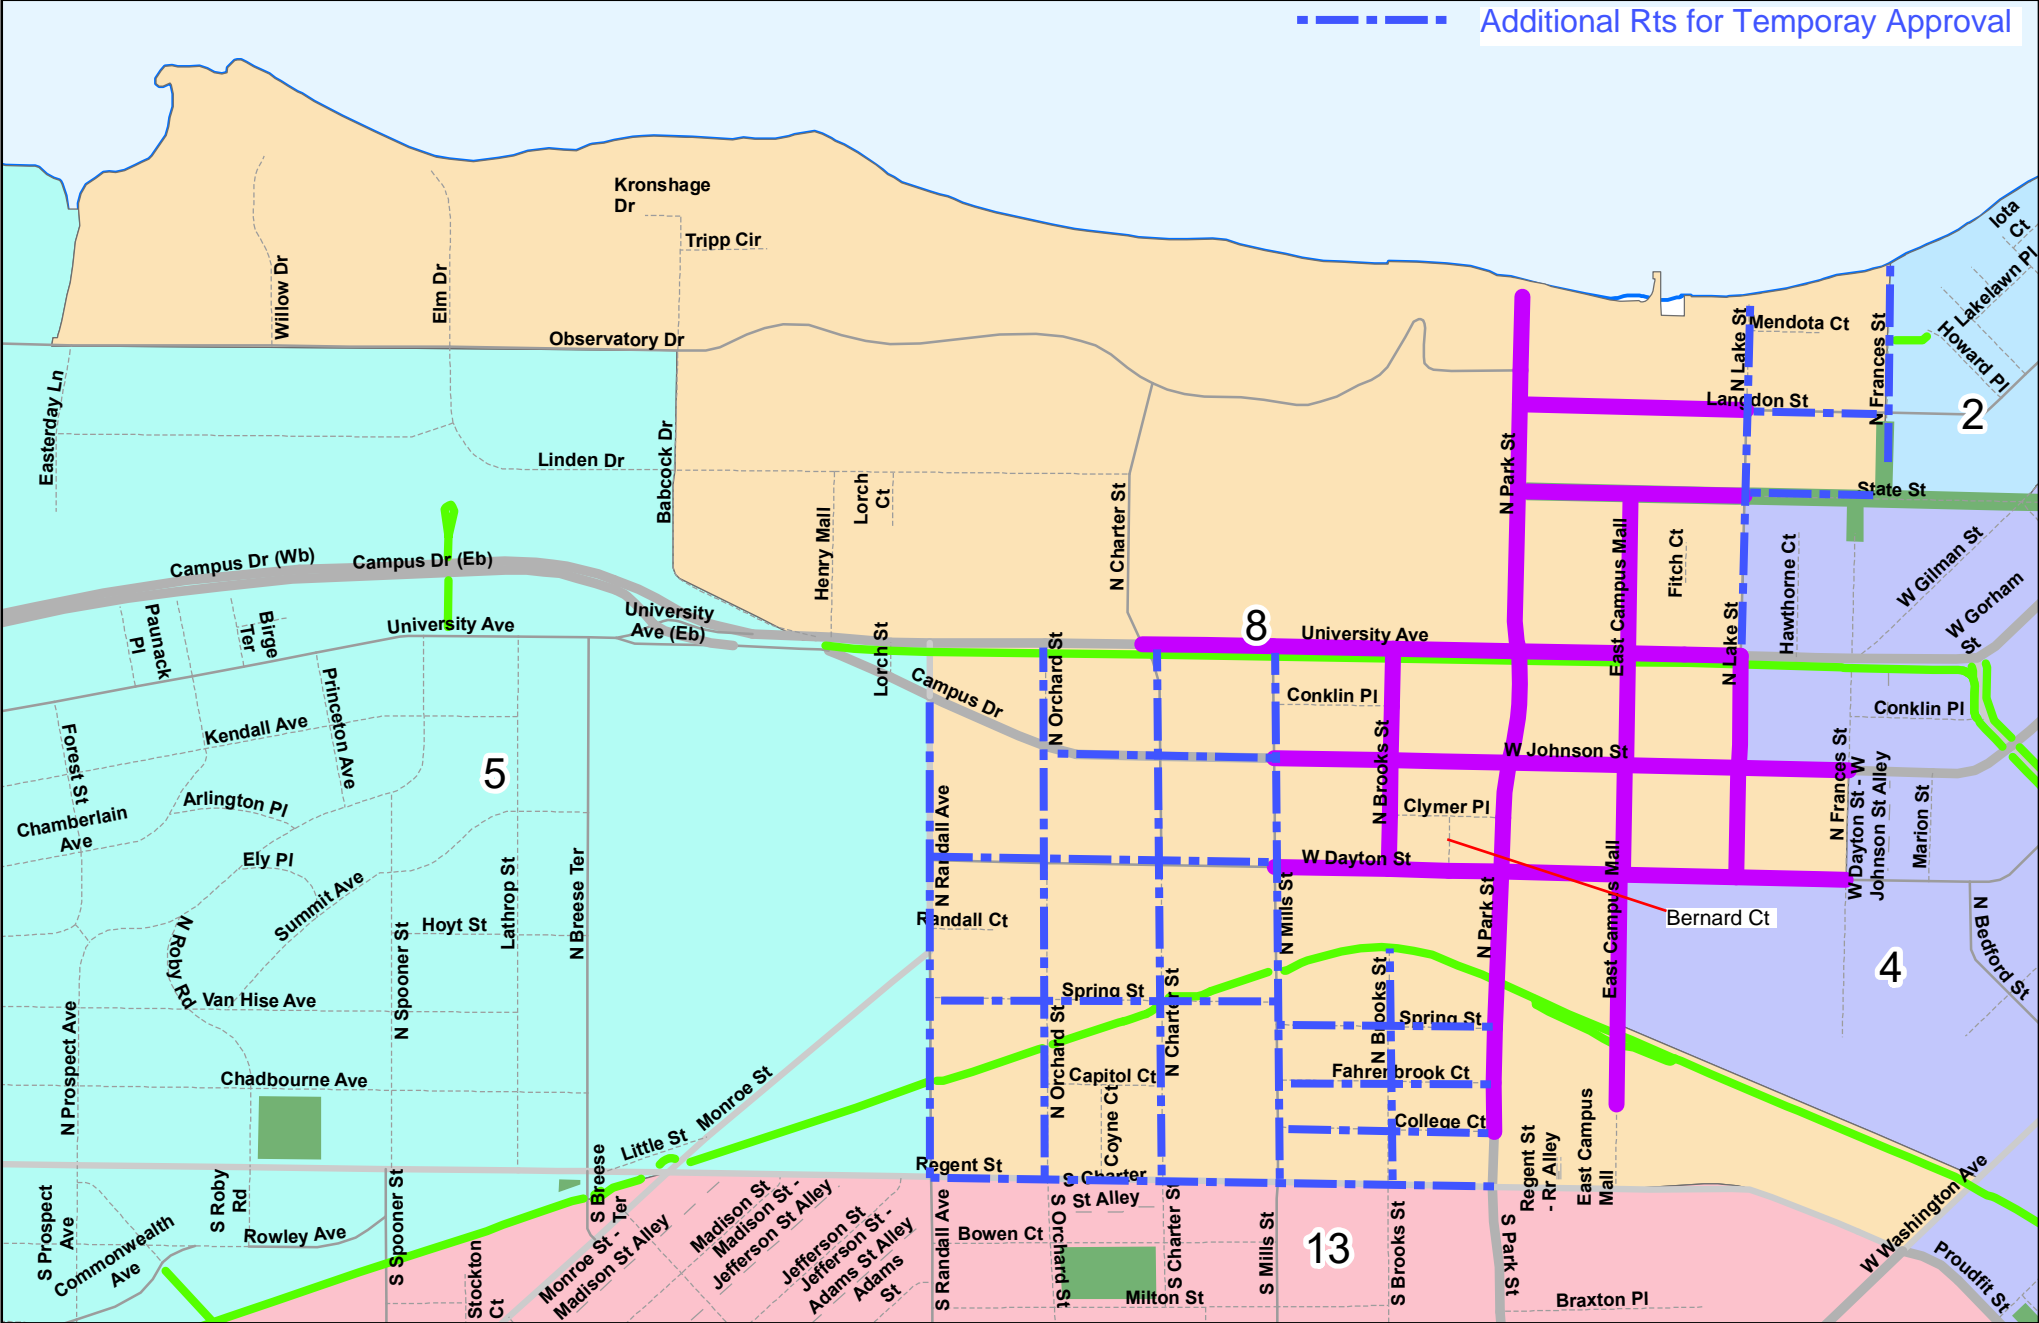 Additional Rts for Temporay Approval
Iota
Ct
Kronshage
Dr
Tripp Cir
Willow Dr
Elm Dr
Lakelawn Pl
Ho
Howard Pl
Observatory Dr
N Lake St
Mendota Ct
N Frances St
Langdon St
2
Easterday Ln
Linden Dr
Babcock Dr
Lorch
Ct
Henry Mall
N Charter St
N Park St
State St
East Campus Mall
Fitch Ct
Hawthorne Ct
W Gilman St
W Gorham
St
Campus Dr (Wb)
Campus Dr (Eb)
Paunack
Pl
Birge
Ter
University Ave
University
Ave (Eb)
Lorch St
8
University Ave
N Lake St
Campus Dr
N Orchard St
Conklin Pl
Conklin Pl
Forest St
Kendall Ave
Princeton Ave
5
W Johnson St
N Brooks St
N Frances St
W Dayton St - W
Johnson St Alley
Marion St
Chamberlain
Ave
Arlington Pl
Clymer Pl
Ely Pl
Summit Ave
Lathrop St
N Breese Ter
N Randall Ave
W Dayton St
East Campus Mall
N Roby Rd
Hoyt St
N Spooner St
Randall Ct
N Mills St
N Park St
Bernard Ct
N Bedford St
4
Van Hise Ave
Spring St
N Charter St
N Brooks St
Spring St
N Prospect Ave
N Orchard St
Chadbourne Ave
Monroe St
Capitol Ct
Coyne Ct
Fahrenbrook Ct
College Ct
Little St
Regent St
S Charter
St Alley
Regent St
- Rr Alley
East Campus
Mall
S Prospect
Ave
S Roby
Rd
S Spooner St
S Breese
Ter
Commonwealth
Ave
Rowley Ave
Stockton
Ct
Monroe St -
Madison St Alley
Madison St
Madison St -
Jefferson St Alley
Jefferson St
Jefferson St -
Adams St Alley
Adams
St
S Randall Ave
Bowen Ct
S Orchard St
S Charter St
Milton St
S Mills St
13
S Brooks St
S Park St
Braxton Pl
W Washington Ave
Proudfit St